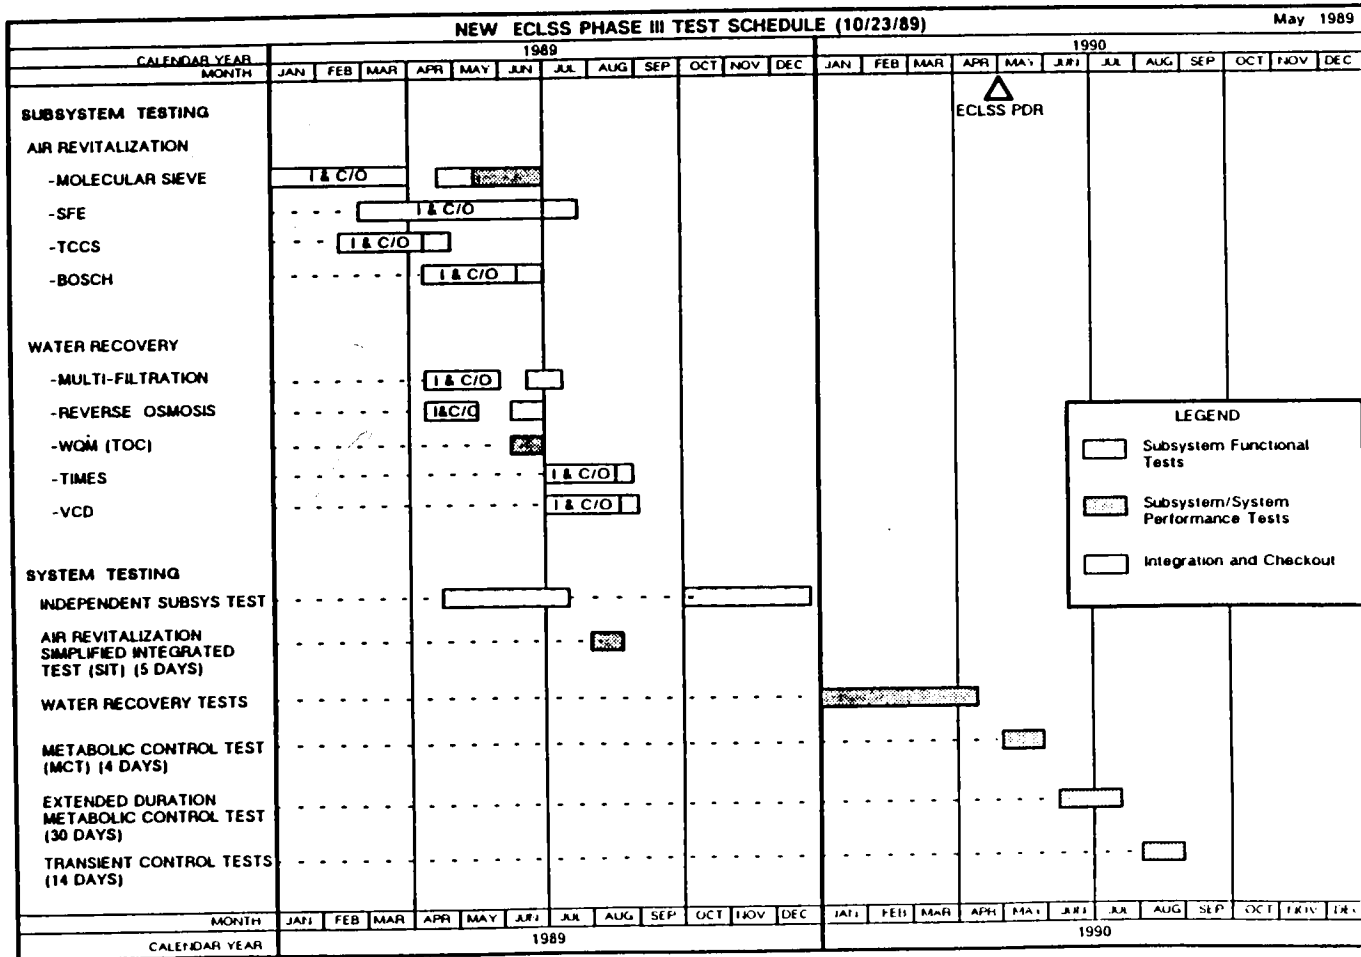 NEW ECLSS PHASE III TEST SCHEDULE (10/23/89)
May 1989
CALENDAR YEAR 1989 1990
MONTH JAN FEB MAR APR MAY JUN JUL AUG SEP OCT NOV DEC JAN FEB MAR APR MAY JUN JUL AUG SEP OCT NOV DEC
SUBSYSTEM TESTING
ECLSS PDR
AIR REVITALIZATION
-MOLECULAR SIEVE I & C/O
-SFE I & C/O
-TCCS I & C/O
-BOSCH I & C/O
WATER RECOVERY
-MULTI-FILTRATION I & C/O
-REVERSE OSMOSIS I&C/O
-WQM (TOC)
-TIMES I & C/O
-VCD I & C/O
LEGEND
Subsystem Functional
Tests
Subsystem/System
Performance Tests
Integration and Checkout
SYSTEM TESTING
INDEPENDENT SUBSYS TEST
AIR REVITALIZATION
SIMPLIFIED INTEGRATED
TEST (SIT) (5 DAYS)
WATER RECOVERY TESTS
METABOLIC CONTROL TEST
(MCT) (4 DAYS)
EXTENDED DURATION
METABOLIC CONTROL TEST
(30 DAYS)
TRANSIENT CONTROL TESTS
(14 DAYS)
MONTH JAN FEB MAR APR MAY JUN JUL AUG SEP OCT NOV DEC JAN FEB MAR APR MAY JUN JUL AUG SEP OCT NOV DEC
CALENDAR YEAR 1989 1990